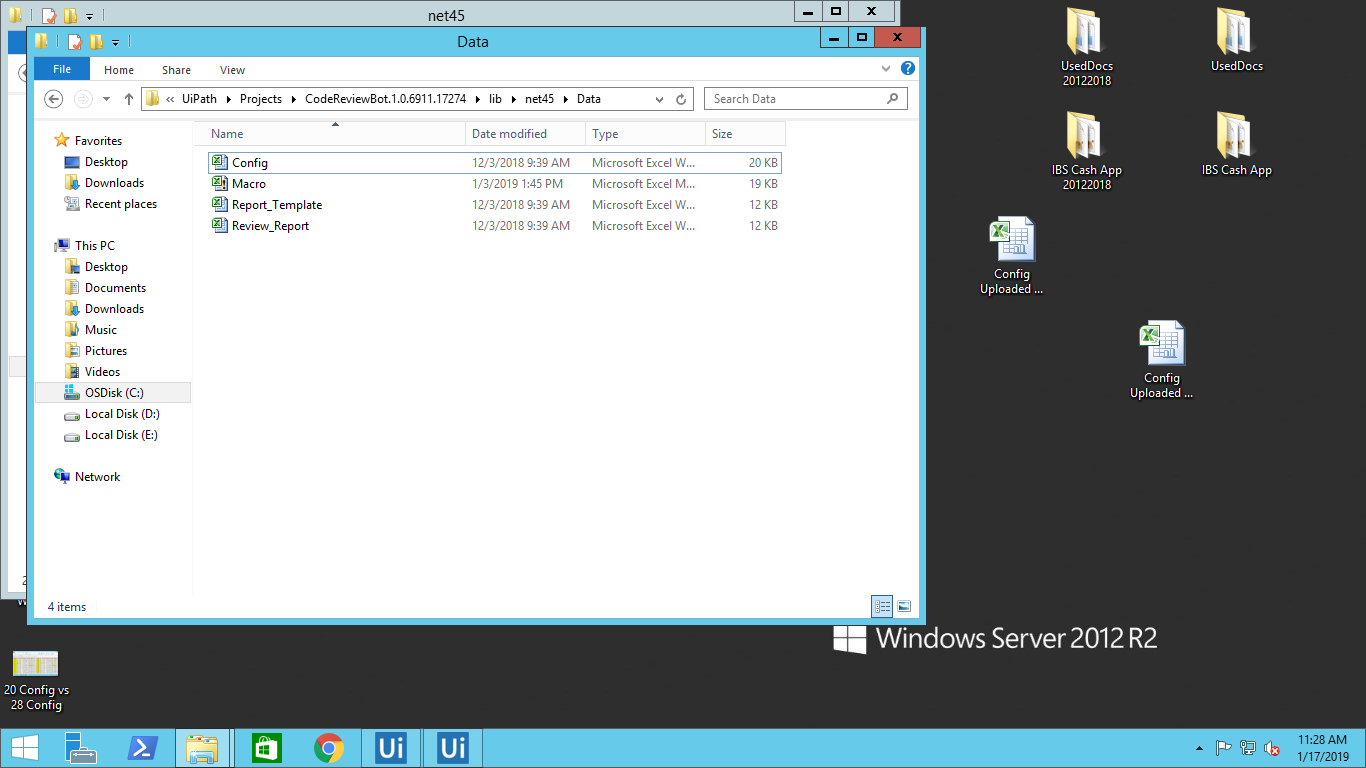 net45
Data
File
Home
Share
View
« UiPath Projects CodeReviewBot.1.0.6911.17274 lib net45 Data
Search Data
Name
Date modified
Type
Size
Config 12/3/2018 9:39 AM Microsoft Excel W... 20 KB
Macro 1/3/2019 1:45 PM Microsoft Excel M... 19 KB
Report_Template 12/3/2018 9:39 AM Microsoft Excel W... 12 KB
Review_Report 12/3/2018 9:39 AM Microsoft Excel W... 12 KB
Favorites
Desktop
Downloads
Recent places
This PC
Desktop
Documents
Downloads
Music
Pictures
Videos
OSDisk (C:)
Local Disk (D:)
Local Disk (E:)
Network
4 items
UsedDocs
20122018
UsedDocs
IBS Cash App
20122018
IBS Cash App
Config
Uploaded ...
Config
Uploaded ...
Windows Server 2012 R2
20 Config vs
28 Config
Ui
Ui
11:28 AM
1/17/2019